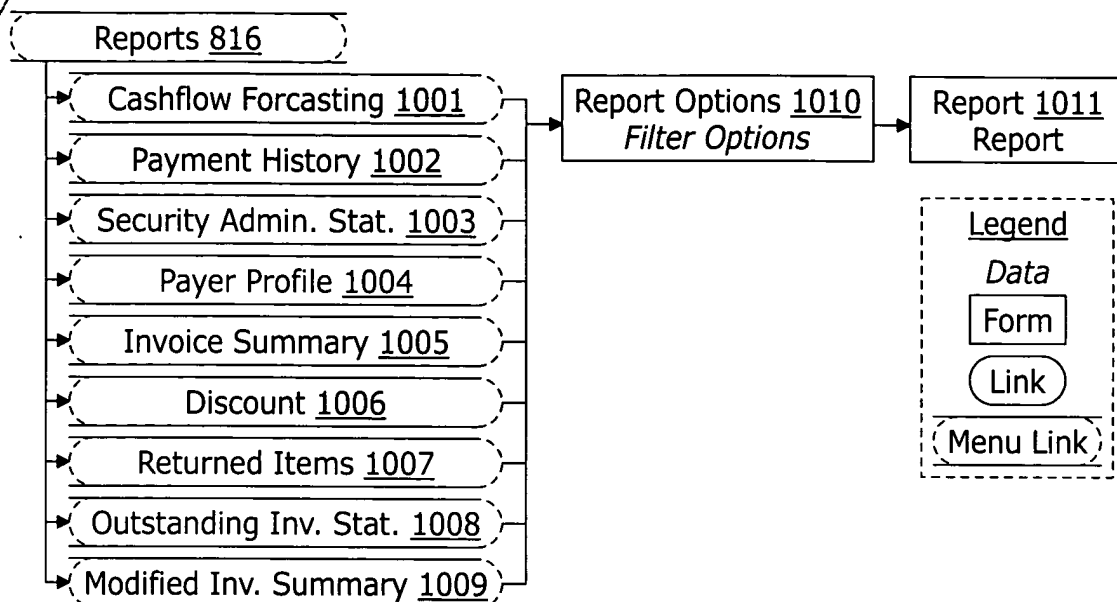 Reports 816
Cashflow Forcasting 1001
Payment History 1002
Security Admin. Stat. 1003
Payer Profile 1004
Invoice Summary 1005
Discount 1006
Returned Items 1007
Outstanding Inv. Stat. 1008
Modified Inv. Summary 1009
Report Options 1010
Filter Options
Report 1011
Report
Legend
Data
Form
Link
Menu Link